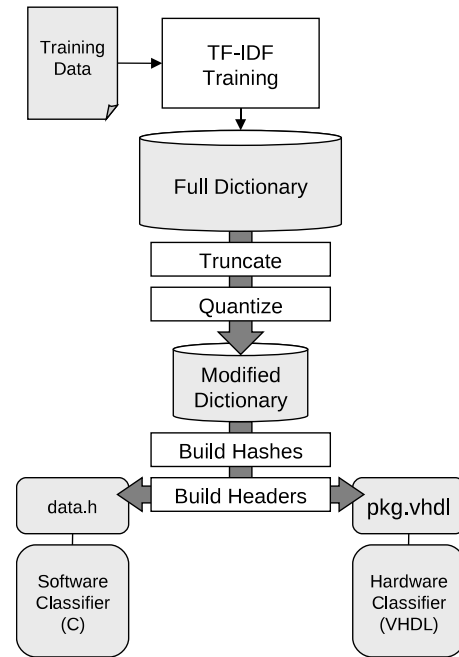 Training
Data
TF-IDF
Training
Full Dictionary
Truncate
Quantize
Modified
Dictionary
Build Hashes
Build Headers
data.h
pkg.vhdl
Software
Classifier
(C)
Hardware
Classifier
(VHDL)